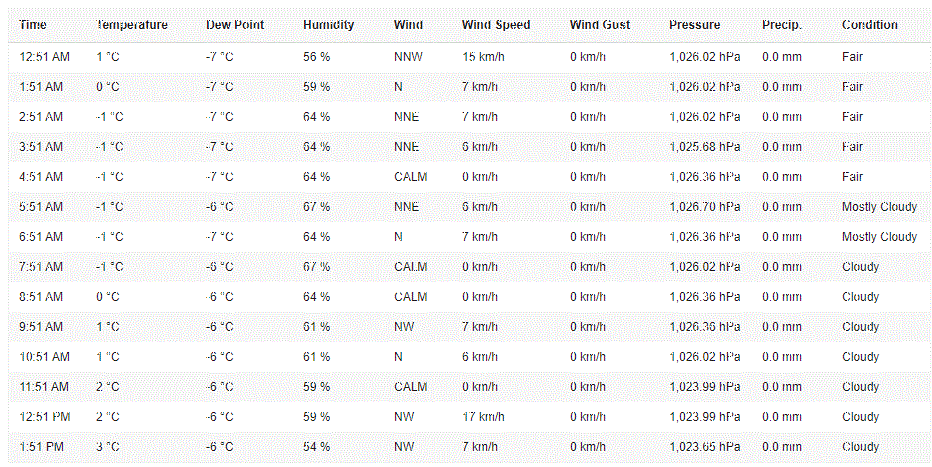 Time Temperature Dew Point Humidity Wind Wind Speed Wind Gust Pressure Precip. Condition
12:51 AM 1 °C -7 °C 56 % NNW 15 km/h 0 km/h 1,026.02 hPa 0.0 mm Fair
1:51 AM 0 °C -7 °C 59 % N 7 km/h 0 km/h 1,026.02 hPa 0.0 mm Fair
2:51 AM -1 °C -7 °C 64 % NNE 7 km/h 0 km/h 1,026.02 hPa 0.0 mm Fair
3:51 AM -1 °C -7 °C 64 % NNE 6 km/h 0 km/h 1,025.68 hPa 0.0 mm Fair
4:51 AM -1 °C -7 °C 64 % CALM 0 km/h 0 km/h 1,026.36 hPa 0.0 mm Fair
5:51 AM -1 °C -6 °C 67 % NNE 6 km/h 0 km/h 1,026.70 hPa 0.0 mm Mostly Cloudy
6:51 AM -1 °C -7 °C 64 % N 7 km/h 0 km/h 1,026.36 hPa 0.0 mm Mostly Cloudy
7:51 AM -1 °C -6 °C 67 % CALM 0 km/h 0 km/h 1,026.02 hPa 0.0 mm Cloudy
8:51 AM 0 °C -6 °C 64 % CALM 0 km/h 0 km/h 1,026.36 hPa 0.0 mm Cloudy
9:51 AM 1 °C -6 °C 61 % NW 7 km/h 0 km/h 1,026.36 hPa 0.0 mm Cloudy
10:51 AM 1 °C -6 °C 61 % N 6 km/h 0 km/h 1,026.02 hPa 0.0 mm Cloudy
11:51 AM 2 °C -6 °C 59 % CALM 0 km/h 0 km/h 1,023.99 hPa 0.0 mm Cloudy
12:51 PM 2 °C -6 °C 59 % NW 17 km/h 0 km/h 1,023.99 hPa 0.0 mm Cloudy
1:51 PM 3 °C -6 °C 54 % NW 7 km/h 0 km/h 1,023.65 hPa 0.0 mm Cloudy